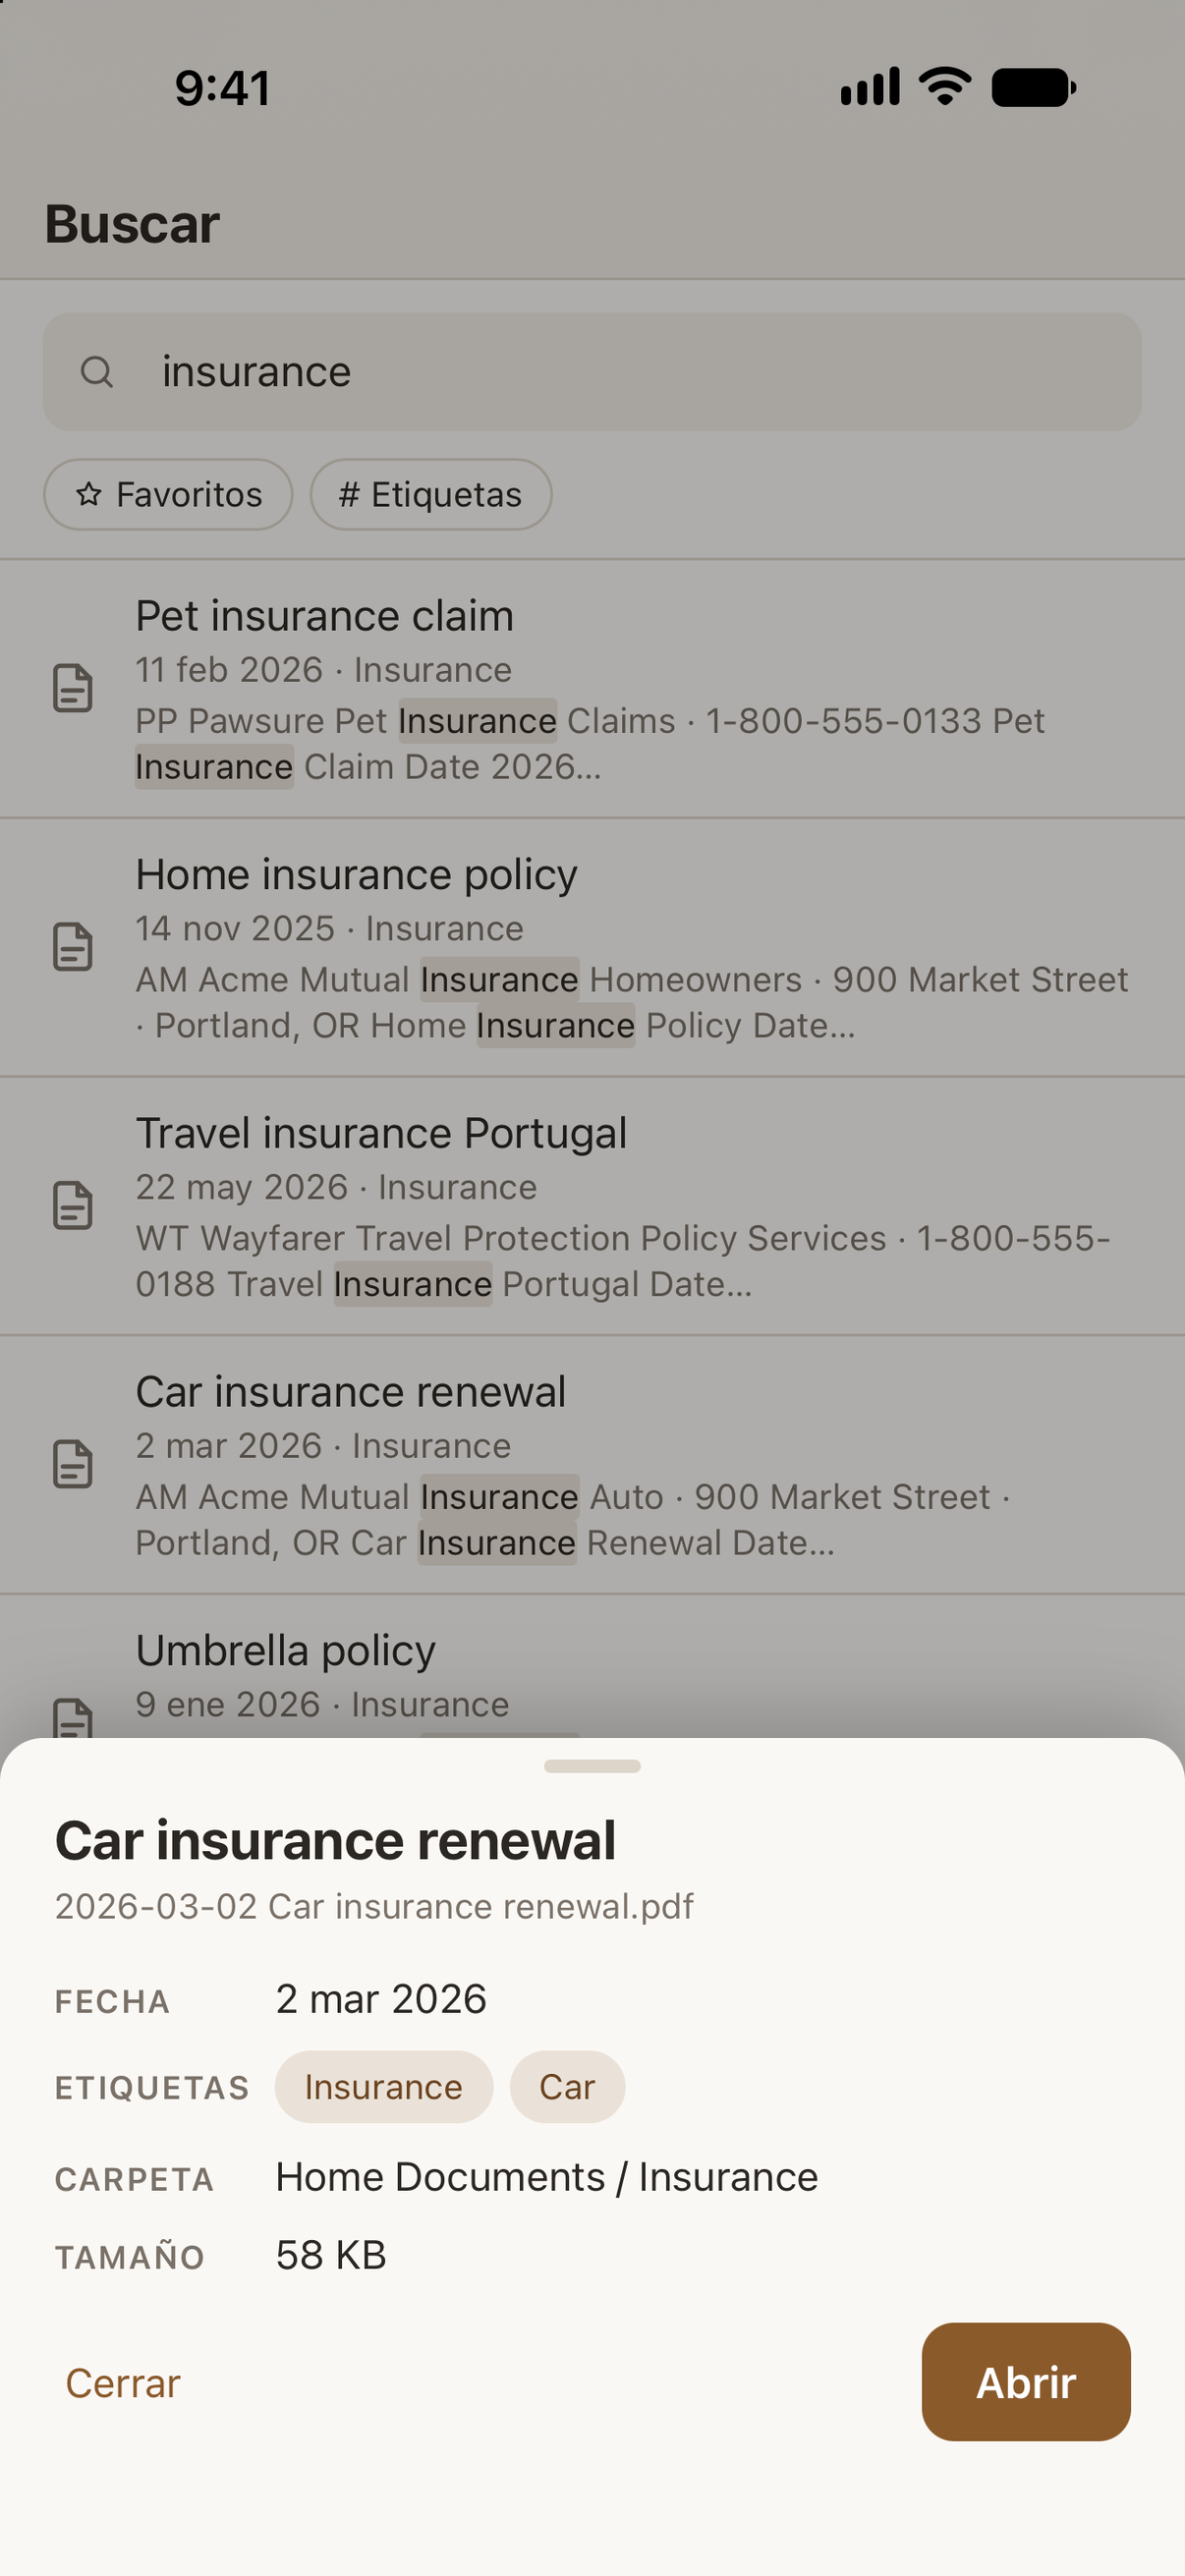 9:41
Buscar
insurance
Favoritos
# Etiquetas
Pet insurance claim
11 feb 2026 · Insurance
PP Pawsure Pet Insurance Claims · 1-800-555-0133 Pet
Insurance Claim Date 2026...
Home insurance policy
14 nov 2025 · Insurance
AM Acme Mutual Insurance Homeowners · 900 Market Street
· Portland, OR Home Insurance Policy Date...
Travel insurance Portugal
22 may 2026 · Insurance
WT Wayfarer Travel Protection Policy Services · 1-800-555-
0188 Travel Insurance Portugal Date...
Car insurance renewal
2 mar 2026 · Insurance
AM Acme Mutual Insurance Auto · 900 Market Street ·
Portland, OR Car Insurance Renewal Date...
Umbrella policy
9 ene 2026 · Insurance
Car insurance renewal
2026-03-02 Car insurance renewal.pdf
FECHA 2 mar 2026
ETIQUETAS Insurance Car
CARPETA Home Documents / Insurance
TAMAÑO 58 KB
Cerrar
Abrir